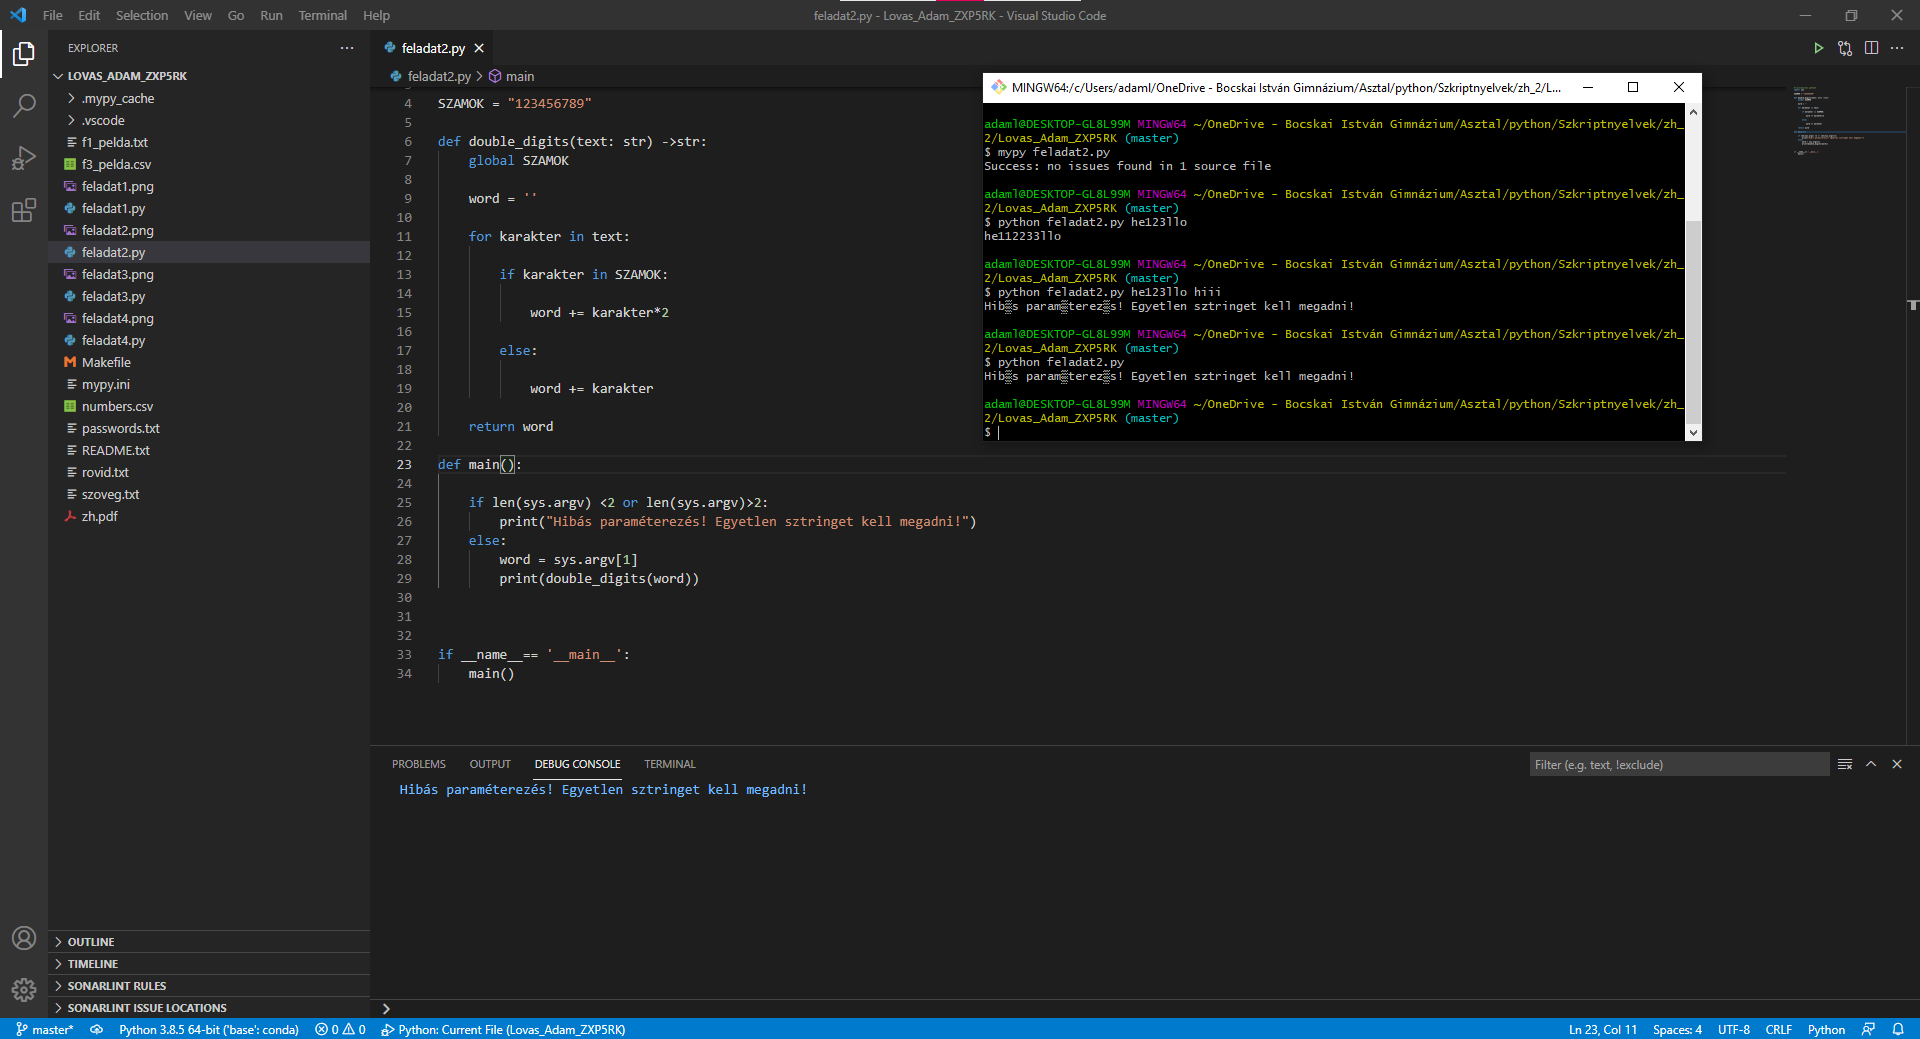 File Edit Selection View Go Run Terminal Help
feladat2.py - Lovas_Adam_ZXP5RK - Visual Studio Code
EXPLORER
LOVAS_ADAM_ZXP5RK
.mypy_cache
.vscode
f1_pelda.txt
f3_pelda.csv
feladat1.png
feladat1.py
feladat2.png
feladat2.py
feladat3.png
feladat3.py
feladat4.png
feladat4.py
Makefile
mypy.ini
numbers.csv
passwords.txt
README.txt
rovid.txt
szoveg.txt
zh.pdf
OUTLINE
TIMELINE
SONARLINT RULES
SONARLINT ISSUE LOCATIONS
feladat2.py
feladat2.py > main
4 SZAMOK = "123456789"
5
6 def double_digits(text: str) ->str:
7 global SZAMOK
8
9 word = ''
10
11 for karakter in text:
12
13 if karakter in SZAMOK:
14
15 word += karakter*2
16
17 else:
18
19 word += karakter
20
21 return word
22
23 def main():
24
25 if len(sys.argv) <2 or len(sys.argv)>2:
26 print("Hibás paraméterezés! Egyetlen sztringet kell megadni!")
27 else:
28 word = sys.argv[1]
29 print(double_digits(word))
30
31
32
33 if __name__== '__main__':
34 main()
MINGW64:/c/Users/adaml/OneDrive - Bocskai István Gimnázium/Asztal/python/Szkriptnyelvek/zh_2/L...
adaml@DESKTOP-GL8L99M MINGW64 ~/OneDrive - Bocskai István Gimnázium/Asztal/python/Szkriptnyelvek/zh_
2/Lovas_Adam_ZXP5RK (master)
$ mypy feladat2.py
Success: no issues found in 1 source file
adaml@DESKTOP-GL8L99M MINGW64 ~/OneDrive - Bocskai István Gimnázium/Asztal/python/Szkriptnyelvek/zh_
2/Lovas_Adam_ZXP5RK (master)
$ python feladat2.py he123llo
he112233llo
adaml@DESKTOP-GL8L99M MINGW64 ~/OneDrive - Bocskai István Gimnázium/Asztal/python/Szkriptnyelvek/zh_
2/Lovas_Adam_ZXP5RK (master)
$ python feladat2.py he123llo hiii
Hib▒s param▒terez▒s! Egyetlen sztringet kell megadni!
adaml@DESKTOP-GL8L99M MINGW64 ~/OneDrive - Bocskai István Gimnázium/Asztal/python/Szkriptnyelvek/zh_
2/Lovas_Adam_ZXP5RK (master)
$ python feladat2.py
Hib▒s param▒terez▒s! Egyetlen sztringet kell megadni!
adaml@DESKTOP-GL8L99M MINGW64 ~/OneDrive - Bocskai István Gimnázium/Asztal/python/Szkriptnyelvek/zh_
2/Lovas_Adam_ZXP5RK (master)
$
PROBLEMS OUTPUT DEBUG CONSOLE TERMINAL
Filter (e.g. text, !exclude)
Hibás paraméterezés! Egyetlen sztringet kell megadni!
master* Python 3.8.5 64-bit ('base': conda) 0 0 Python: Current File (Lovas_Adam_ZXP5RK)
Ln 23, Col 11 Spaces: 4 UTF-8 CRLF Python